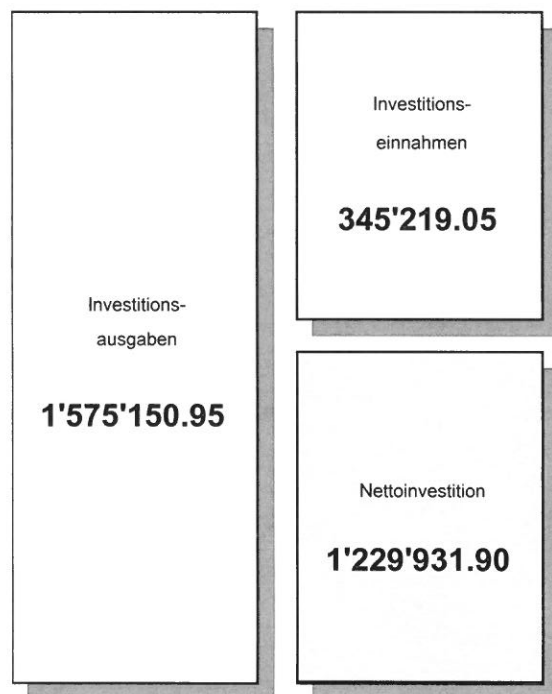 Investitions-
ausgaben
1'575'150.95
Investitions-
einnahmen
345'219.05
Nettoinvestition
1'229'931.90